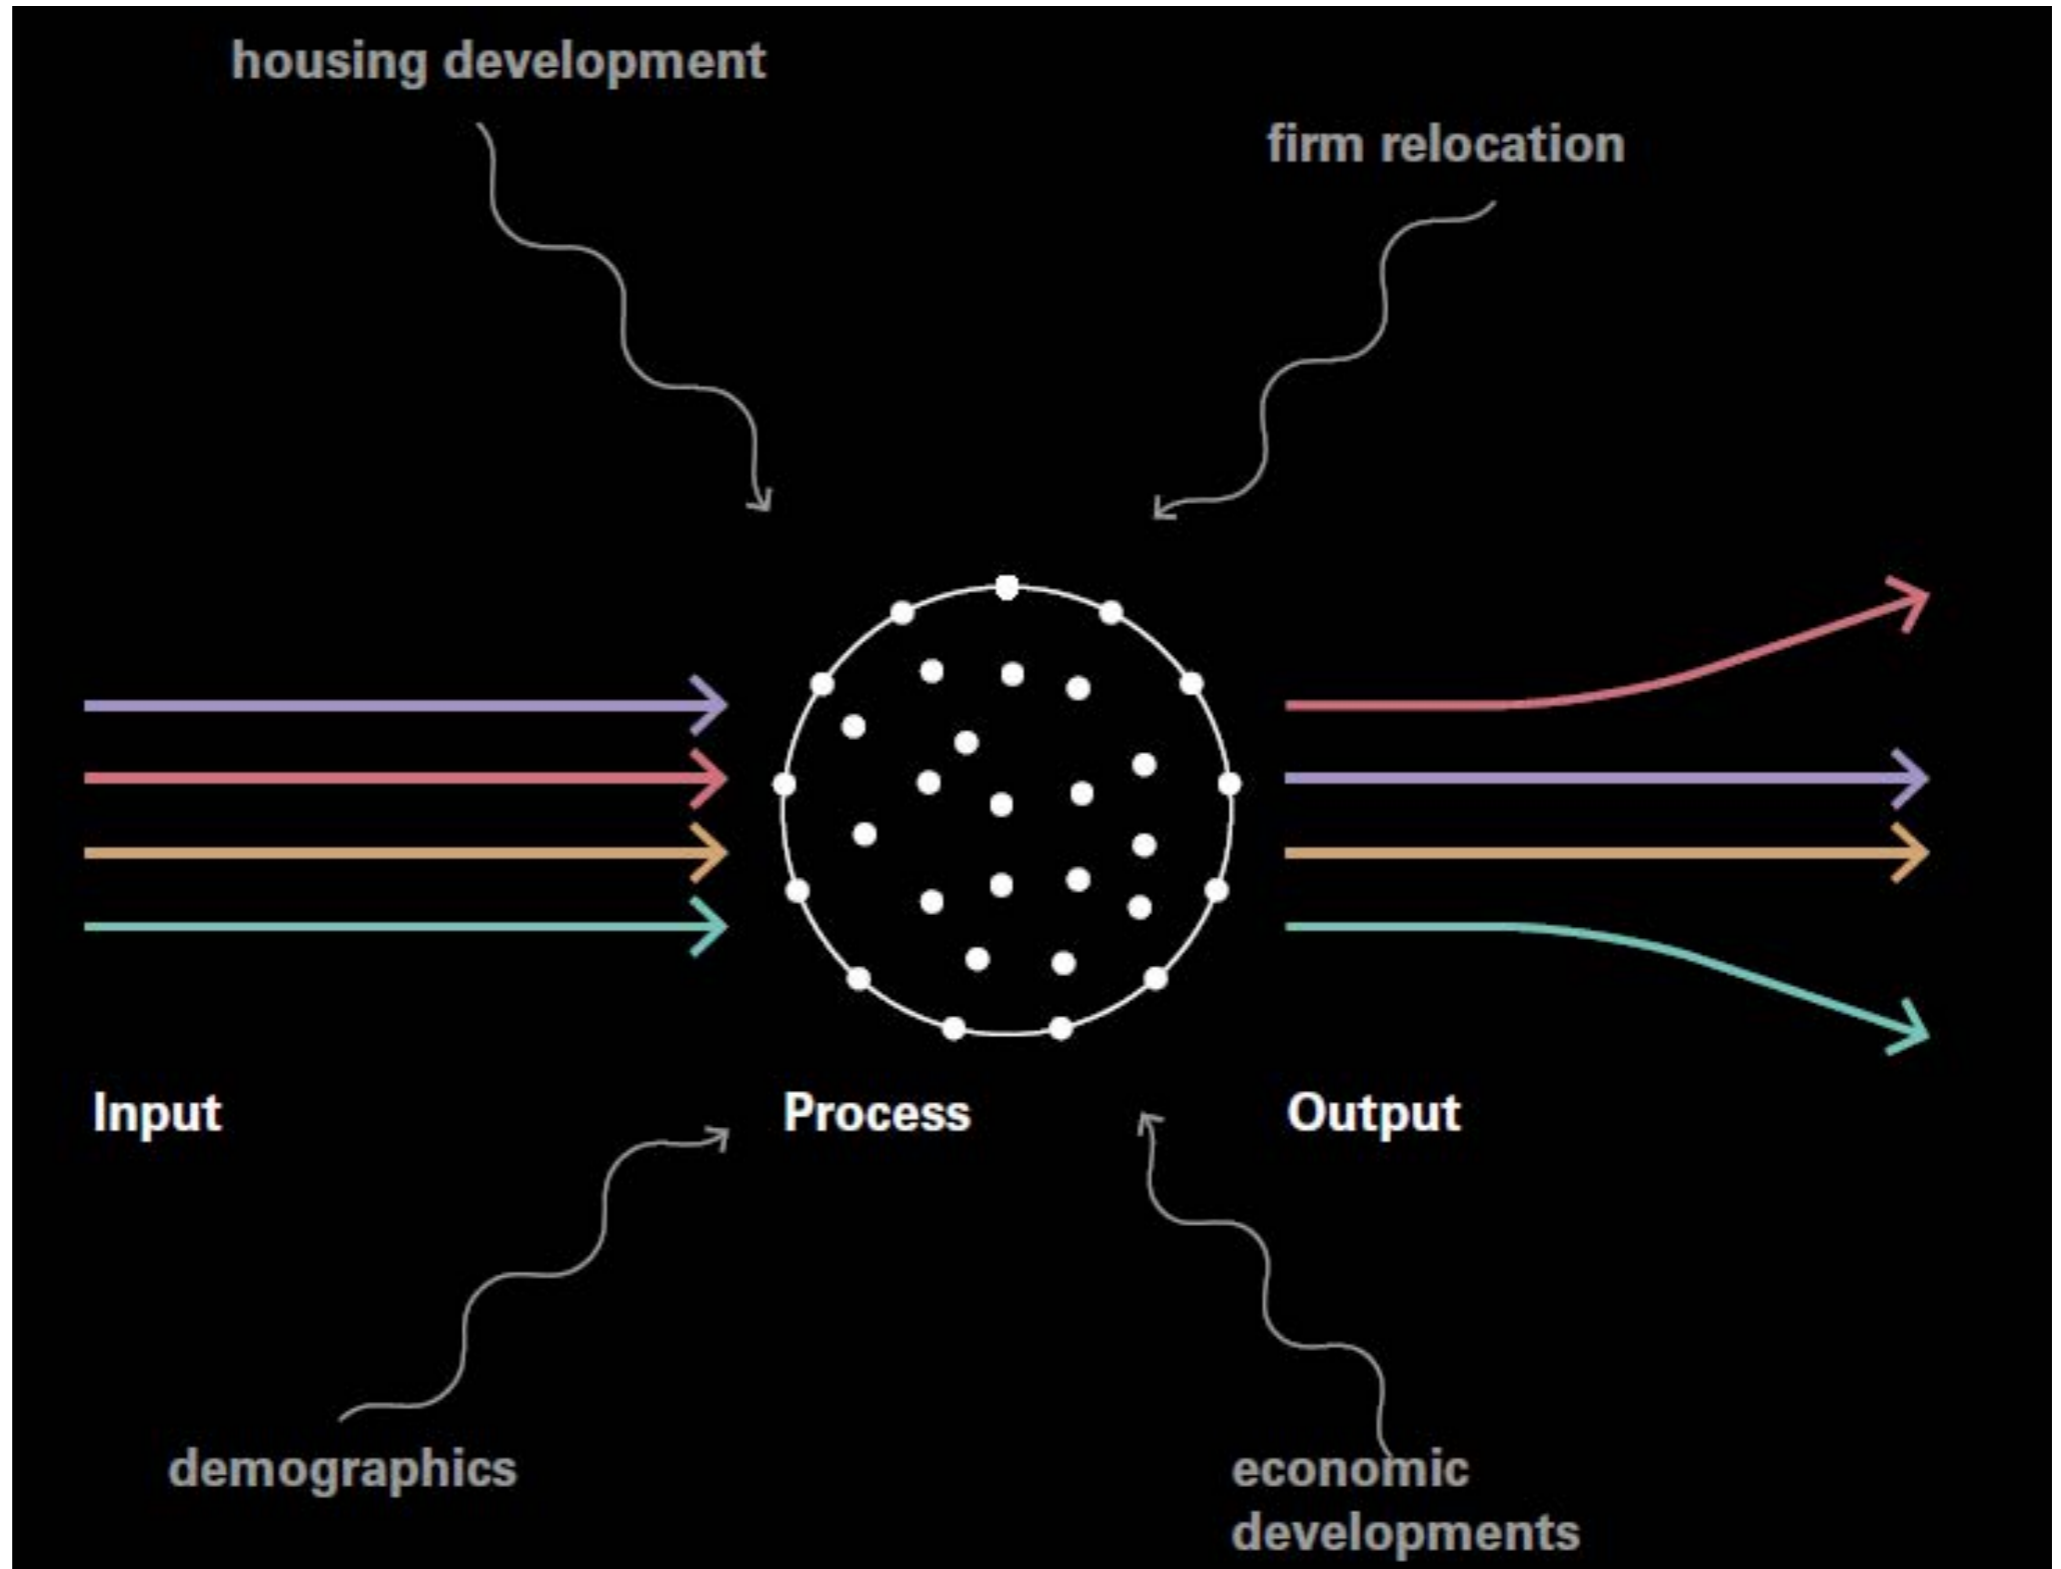 housing development
firm relocation
Input
Process
Output
demographics
economic
developments